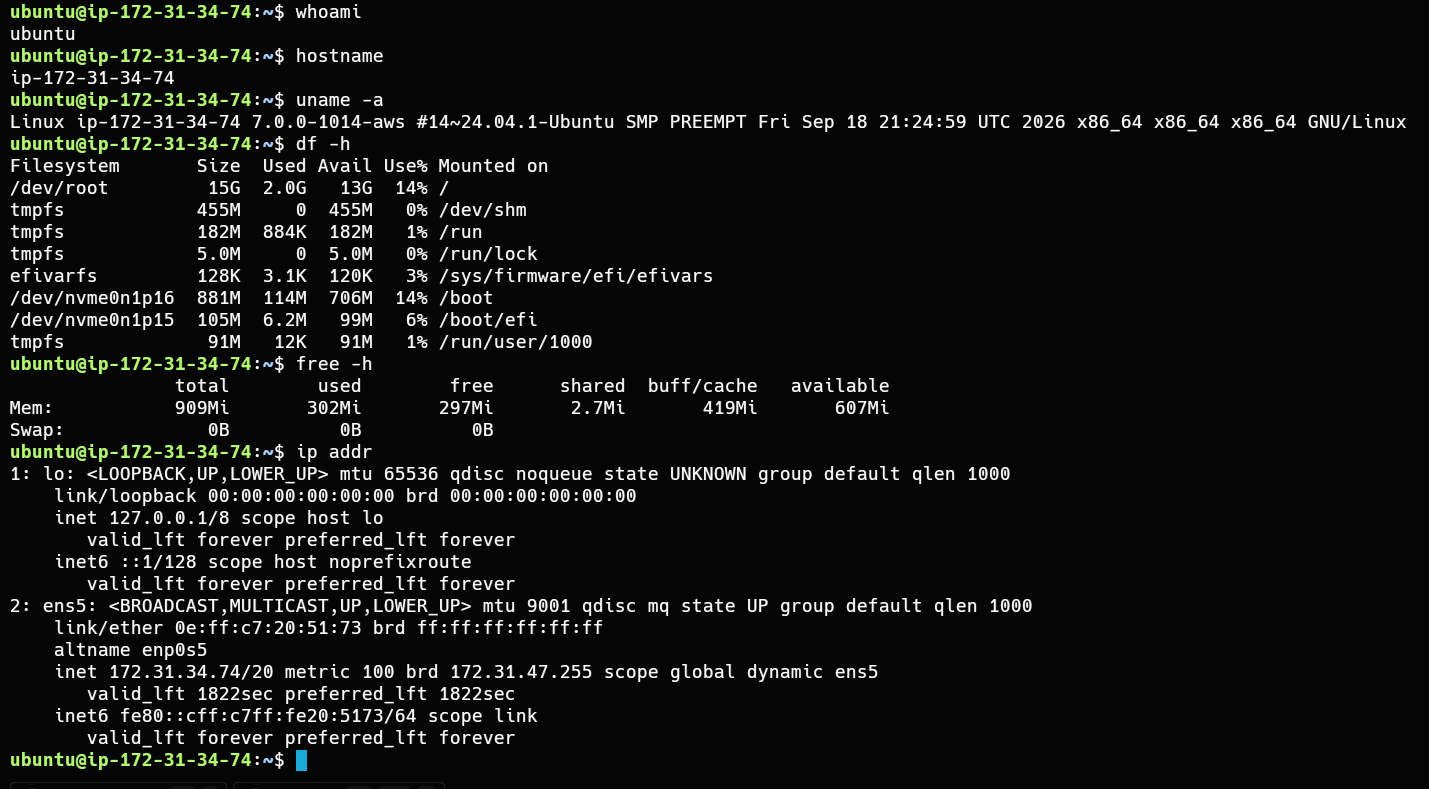 ubuntu@ip-172-31-34-74:~$ whoami
ubuntu
ubuntu@ip-172-31-34-74:~$ hostname
ip-172-31-34-74
ubuntu@ip-172-31-34-74:~$ uname -a
Linux ip-172-31-34-74 7.0.0-1014-aws #14~24.04.1-Ubuntu SMP PREEMPT Fri Sep 18 21:24:59 UTC 2026 x86_64 x86_64 x86_64 GNU/Linux
ubuntu@ip-172-31-34-74:~$ df -h
Filesystem       Size  Used Avail Use% Mounted on
/dev/root         15G  2.0G   13G  14% /
tmpfs            455M     0  455M   0% /dev/shm
tmpfs            182M  884K  182M   1% /run
tmpfs            5.0M     0  5.0M   0% /run/lock
efivarfs         128K  3.1K  120K   3% /sys/firmware/efi/efivars
/dev/nvme0n1p16  881M  114M  706M  14% /boot
/dev/nvme0n1p15  105M  6.2M   99M   6% /boot/efi
tmpfs             91M   12K   91M   1% /run/user/1000
ubuntu@ip-172-31-34-74:~$ free -h
               total        used        free      shared  buff/cache   available
Mem:           909Mi       302Mi       297Mi       2.7Mi       419Mi       607Mi
Swap:             0B          0B          0B
ubuntu@ip-172-31-34-74:~$ ip addr
1: lo: <LOOPBACK,UP,LOWER_UP> mtu 65536 qdisc noqueue state UNKNOWN group default qlen 1000
    link/loopback 00:00:00:00:00:00 brd 00:00:00:00:00:00
    inet 127.0.0.1/8 scope host lo
       valid_lft forever preferred_lft forever
    inet6 ::1/128 scope host noprefixroute
       valid_lft forever preferred_lft forever
2: ens5: <BROADCAST,MULTICAST,UP,LOWER_UP> mtu 9001 qdisc mq state UP group default qlen 1000
    link/ether 0e:ff:c7:20:51:73 brd ff:ff:ff:ff:ff:ff
    altname enp0s5
    inet 172.31.34.74/20 metric 100 brd 172.31.47.255 scope global dynamic ens5
       valid_lft 1822sec preferred_lft 1822sec
    inet6 fe80::cff:c7ff:fe20:5173/64 scope link
       valid_lft forever preferred_lft forever
ubuntu@ip-172-31-34-74:~$